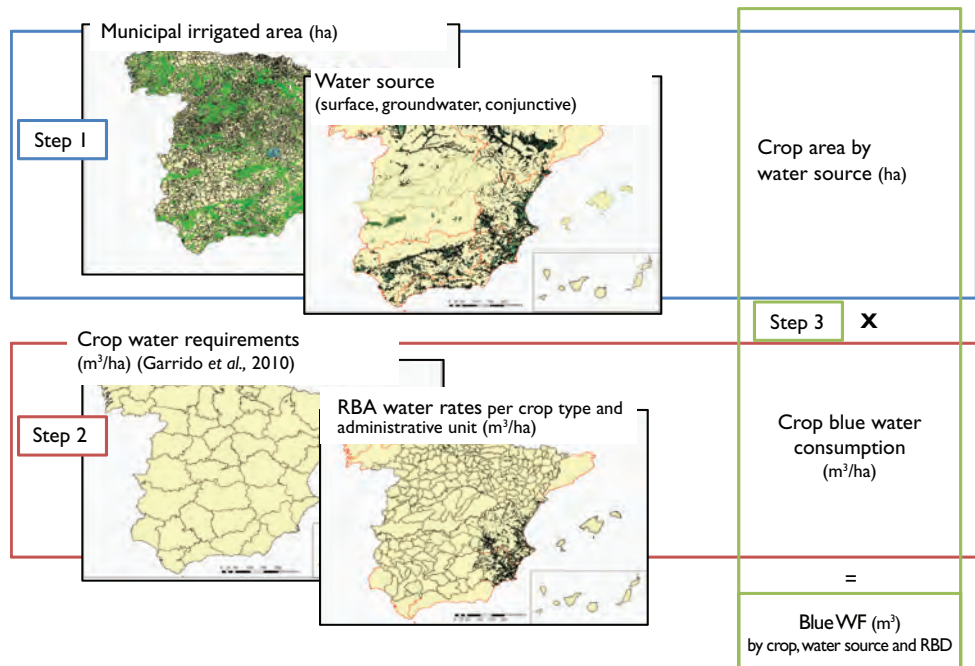 Municipal irrigated area (ha)
Water source
(surface, groundwater, conjunctive)
Step 1
Crop area by
water source (ha)
Step 3 X
Crop water requirements
(m³/ha) (Garrido et al., 2010)
RBA water rates per crop type and
administrative unit (m³/ha)
Step 2
Crop blue water
consumption
(m³/ha)
=
Blue WF (m³)
by crop, water source and RBD